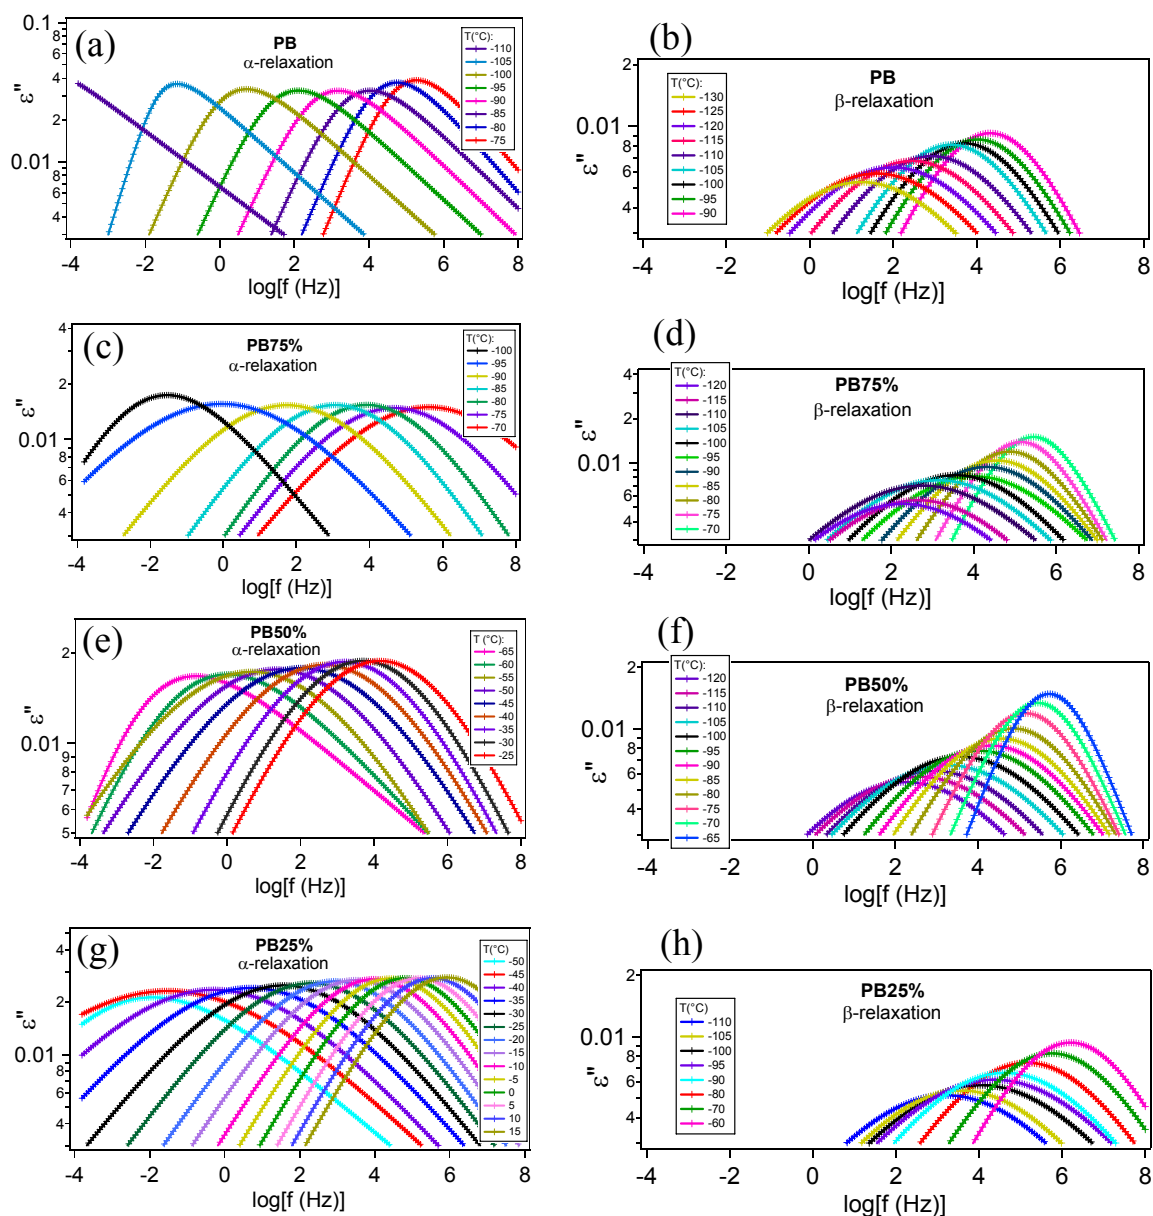 (a)
PB
α-relaxation
T(°C):
-110
-105
-100
-95
-90
-85
-80
-75
0.1
8
6
4
2
0.01
8
6
4
ε"
-4 -2 0 2 4 6 8
log[f (Hz)]
(b)
PB
β-relaxation
T(°C):
-130
-125
-120
-115
-110
-105
-100
-95
-90
2
0.01
8
6
4
ε"
0 2 4 6 8
log[f (Hz)]
(c)
PB75%
α-relaxation
T(°C):
-100
-95
-90
-85
-80
-75
-70
4
2
0.01
8
6
4
ε"
-4 -2 0 2 4 6 8
log[f (Hz)]
(d)
PB75%
β-relaxation
T(°C):
-120
-115
-110
-105
-100
-95
-90
-85
-80
-75
-70
4
2
0.01
8
6
4
ε"
-4 -2 0 2 4 6 8
log[f (Hz)]
(e)
PB50%
α-relaxation
T (°C):
-65
-60
-55
-50
-45
-40
-35
-30
-25
2
0.01
9
8
7
6
5
ε"
-4 -2 0 2 4 6 8
log[f (Hz)]
(f)
PB50%
β-relaxation
T(°C):
-120
-115
-110
-105
-100
-95
-90
-85
-80
-75
-70
-65
2
0.01
8
6
4
ε"
-4 -2 0 2 4 6 8
log[f (Hz)]
(g)
PB25%
α-relaxation
T(°C)
-50
-45
-40
-35
-30
-25
-20
-15
-10
-5
0
5
10
15
4
2
0.01
8
6
4
ε"
-4 -2 0 2 4 6 8
log[f (Hz)]
(h)
PB25%
β-relaxation
T(°C)
-110
-105
-100
-95
-90
-80
-70
-60
2
0.01
8
6
4
ε"
-4 -2 0 2 4 6 8
log[f (Hz)]